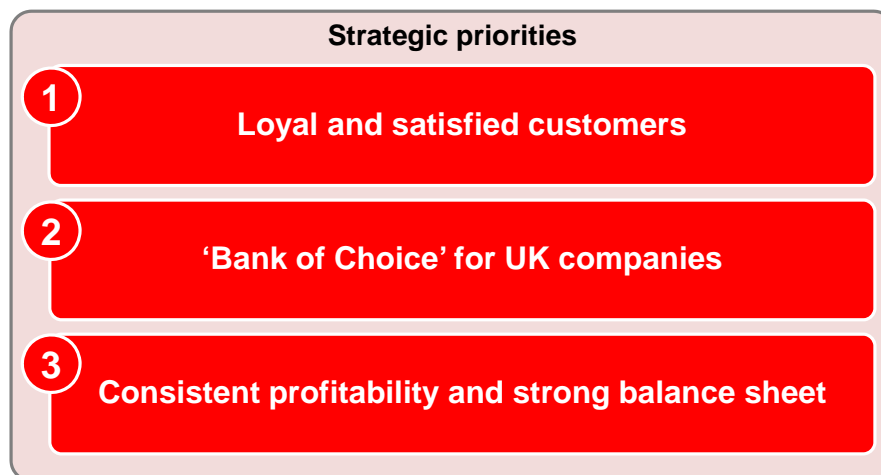 Strategic priorities
1
Loyal and satisfied customers
2
‘Bank of Choice’ for UK companies
3
Consistent profitability and strong balance sheet